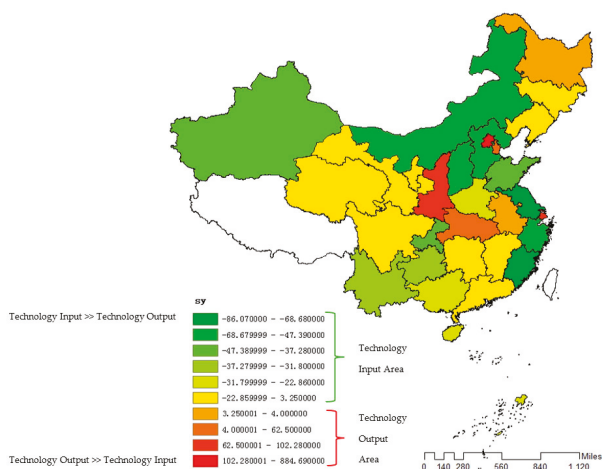 sy
Technology Input >> Technology Output
-86.070000 - -68.680000
-68.679999 - -47.390000
-47.389999 - -37.280000
-37.279999 - -31.800000
-31.799999 - -22.860000
-22.859999 - 3.250000
3.250001 - 4.000000
4.000001 - 62.500000
62.500001 - 102.280000
102.280001 - 884.690000
Technology Output >> Technology Input
Technology
Input Area
Technology
Output
Area
Miles
0 140 280 560 840 1,120